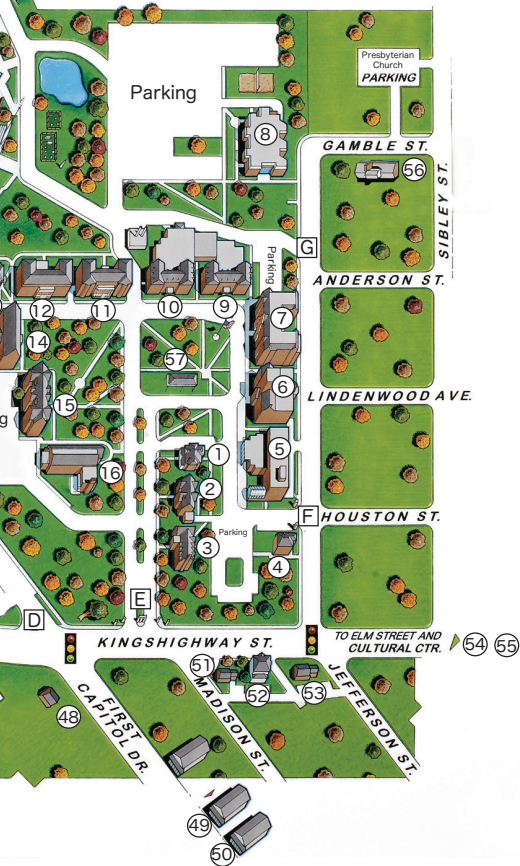 Presbyterian
Church
PARKING
Parking
8
GAMBLE ST.
56
SIBLEY ST.
G
Parking
ANDERSON ST.
12
11
10
9
7
14
57
6
LINDENWOOD AVE.
15
g
1
5
16
2
F
HOUSTON ST.
3
Parking
4
E
D
KINGSHIGHWAY ST.
TO ELM STREET AND
CULTURAL CTR.
54
55
51
52
53
MADISON ST.
JEFFERSON ST.
48
FIRST
CAPITOL DR.
49
50